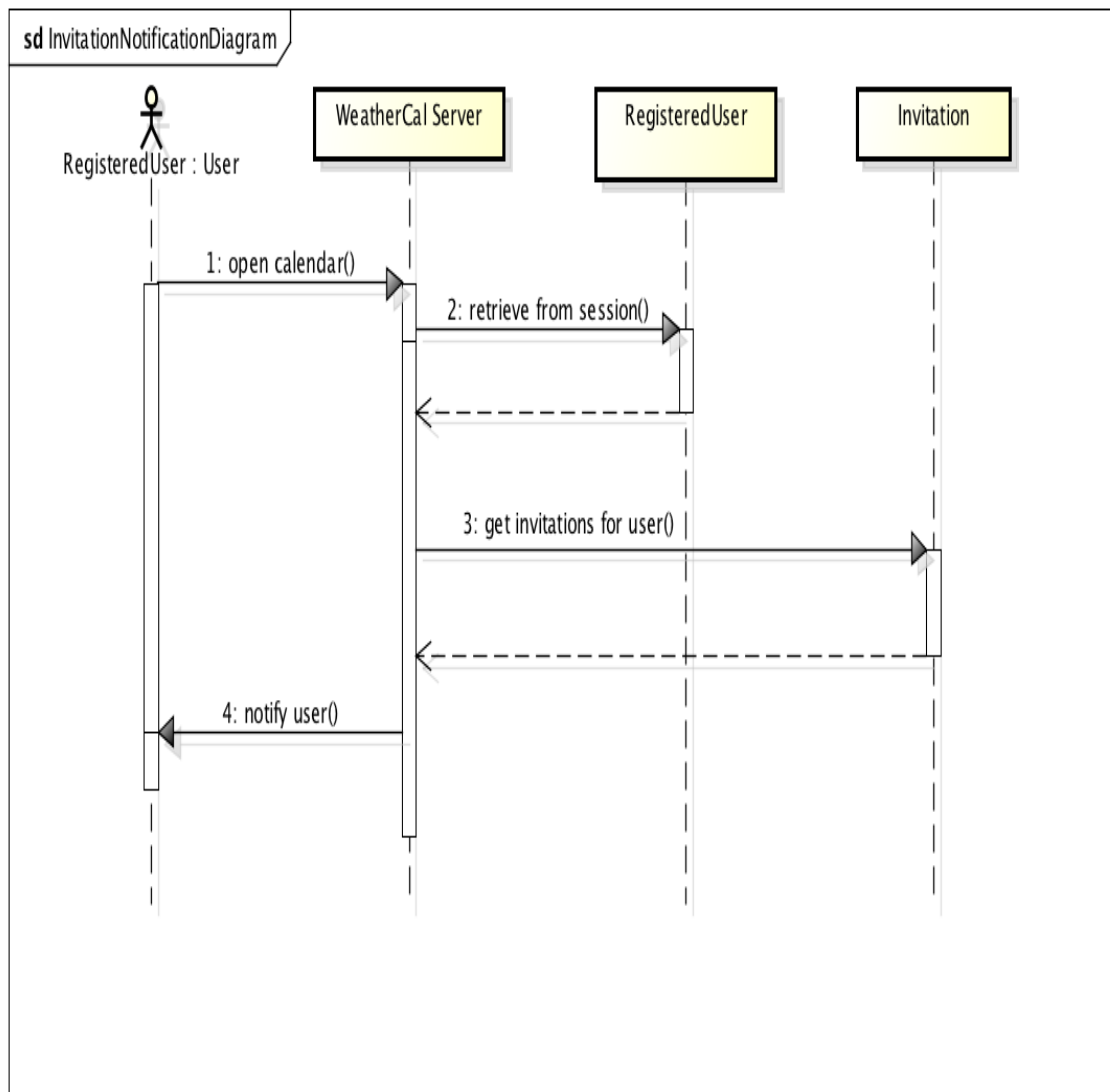 sd InvitationNotificationDiagram
RegisteredUser : User
WeatherCal Server
RegisteredUser
Invitation
1: open calendar()
2: retrieve from session()
3: get invitations for user()
4: notify user()